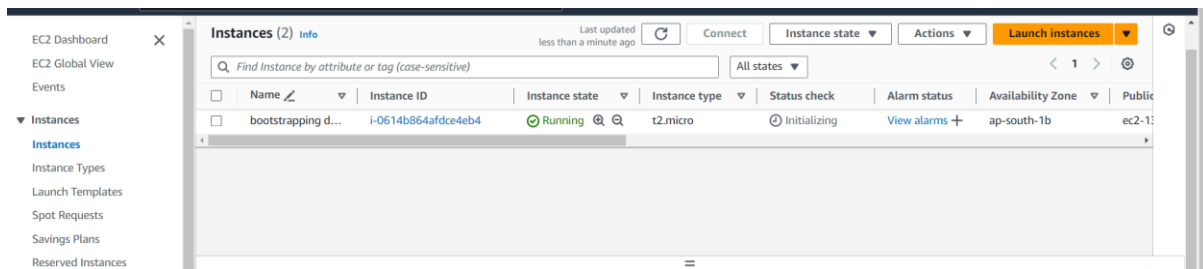 EC2 Dashboard
EC2 Global View
Events
Instances
Instances
Instance Types
Launch Templates
Spot Requests
Savings Plans
Reserved Instances
Instances (2) Info
Last updated
less than a minute ago
Connect
Instance state
Actions
Launch instances
Find Instance by attribute or tag (case-sensitive)
All states
1
Name Instance ID Instance state Instance type Status check Alarm status Availability Zone Public
bootstrapping d... i-0614b864afdce4eb4 Running t2.micro Initializing View alarms + ap-south-1b ec2-13